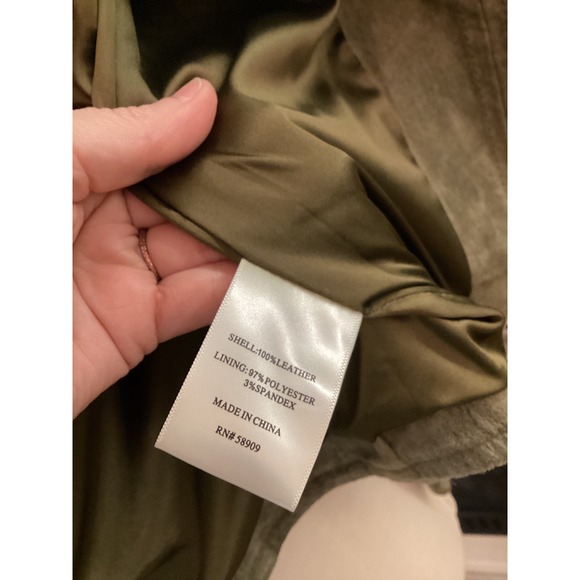 SHELL:100%LEATHER
LINING:97%POLYESTER
3%SPANDEX
MADE IN CHINA
RN# 58909